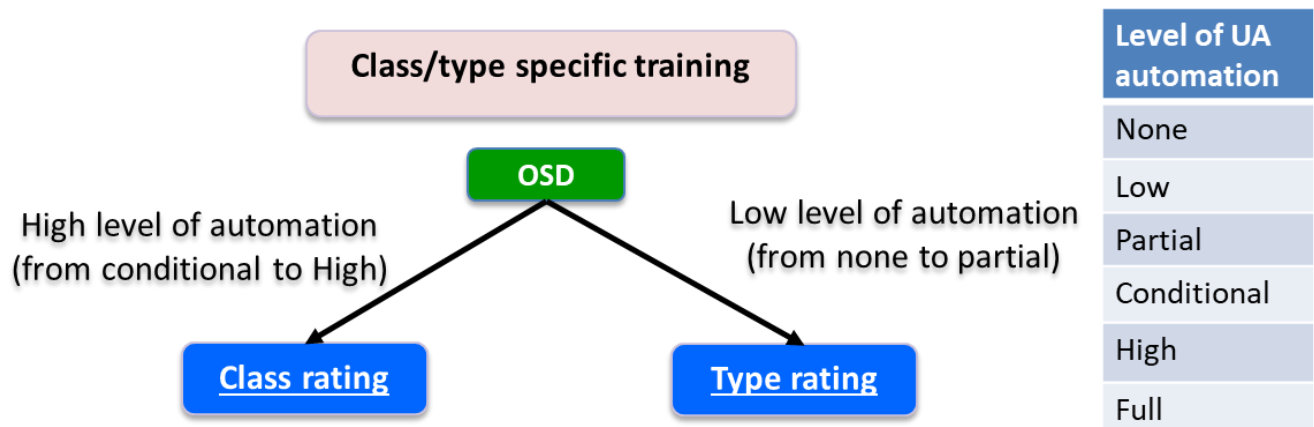 Class/type specific training
OSD
High level of automation
(from conditional to High)
Low level of automation
(from none to partial)
Class rating
Type rating
Level of UA
automation
None
Low
Partial
Conditional
High
Full